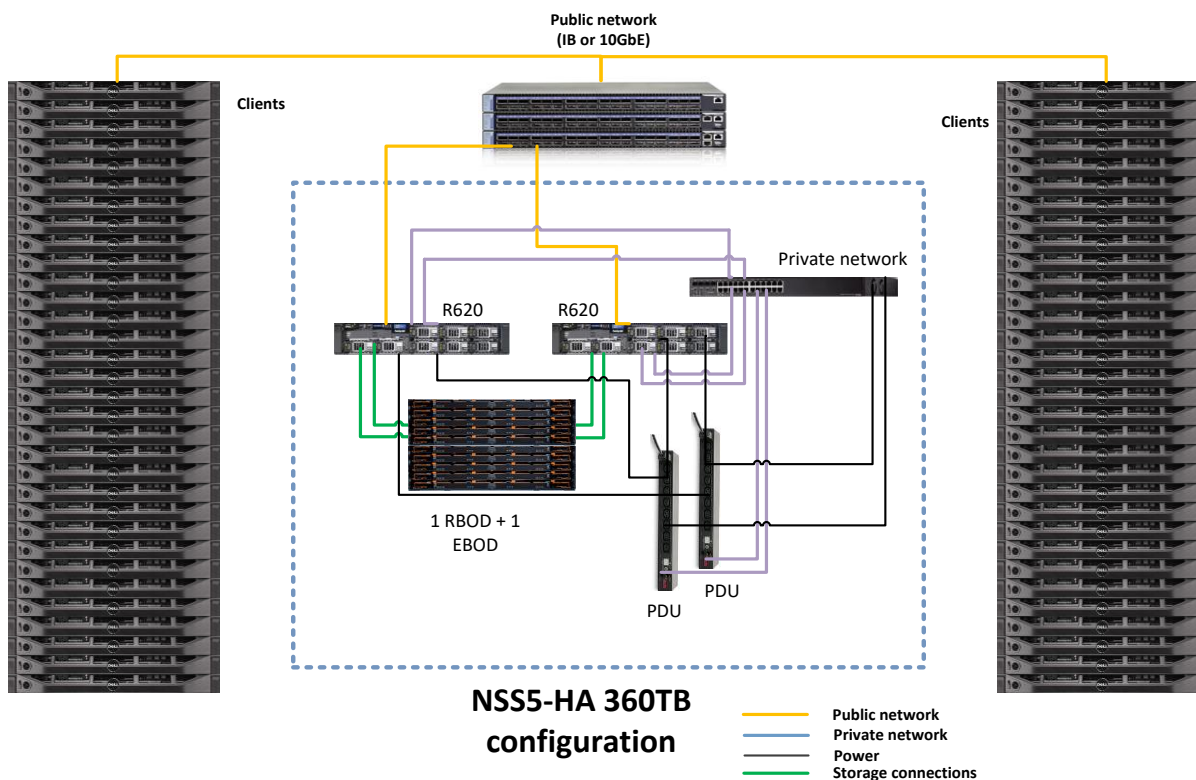 Public network
(IB or 10GbE)
Clients
Clients
Private network
R620
R620
1 RBOD + 1
EBOD
PDU
PDU
NSS5-HA 360TB
configuration
Public network
Private network
Power
Storage connections